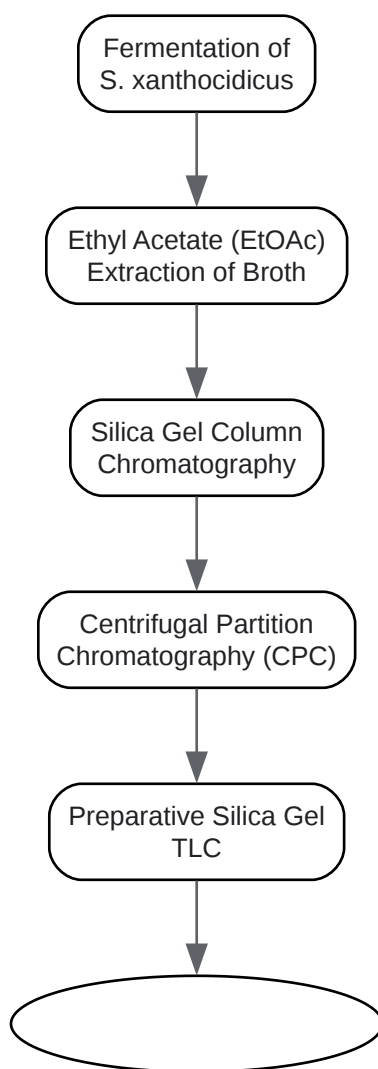 Fermentation of
S. xanthocidicus
Ethyl Acetate (EtOAc)
Extraction of Broth
Silica Gel Column
Chromatography
Centrifugal Partition
Chromatography (CPC)
Preparative Silica Gel
TLC